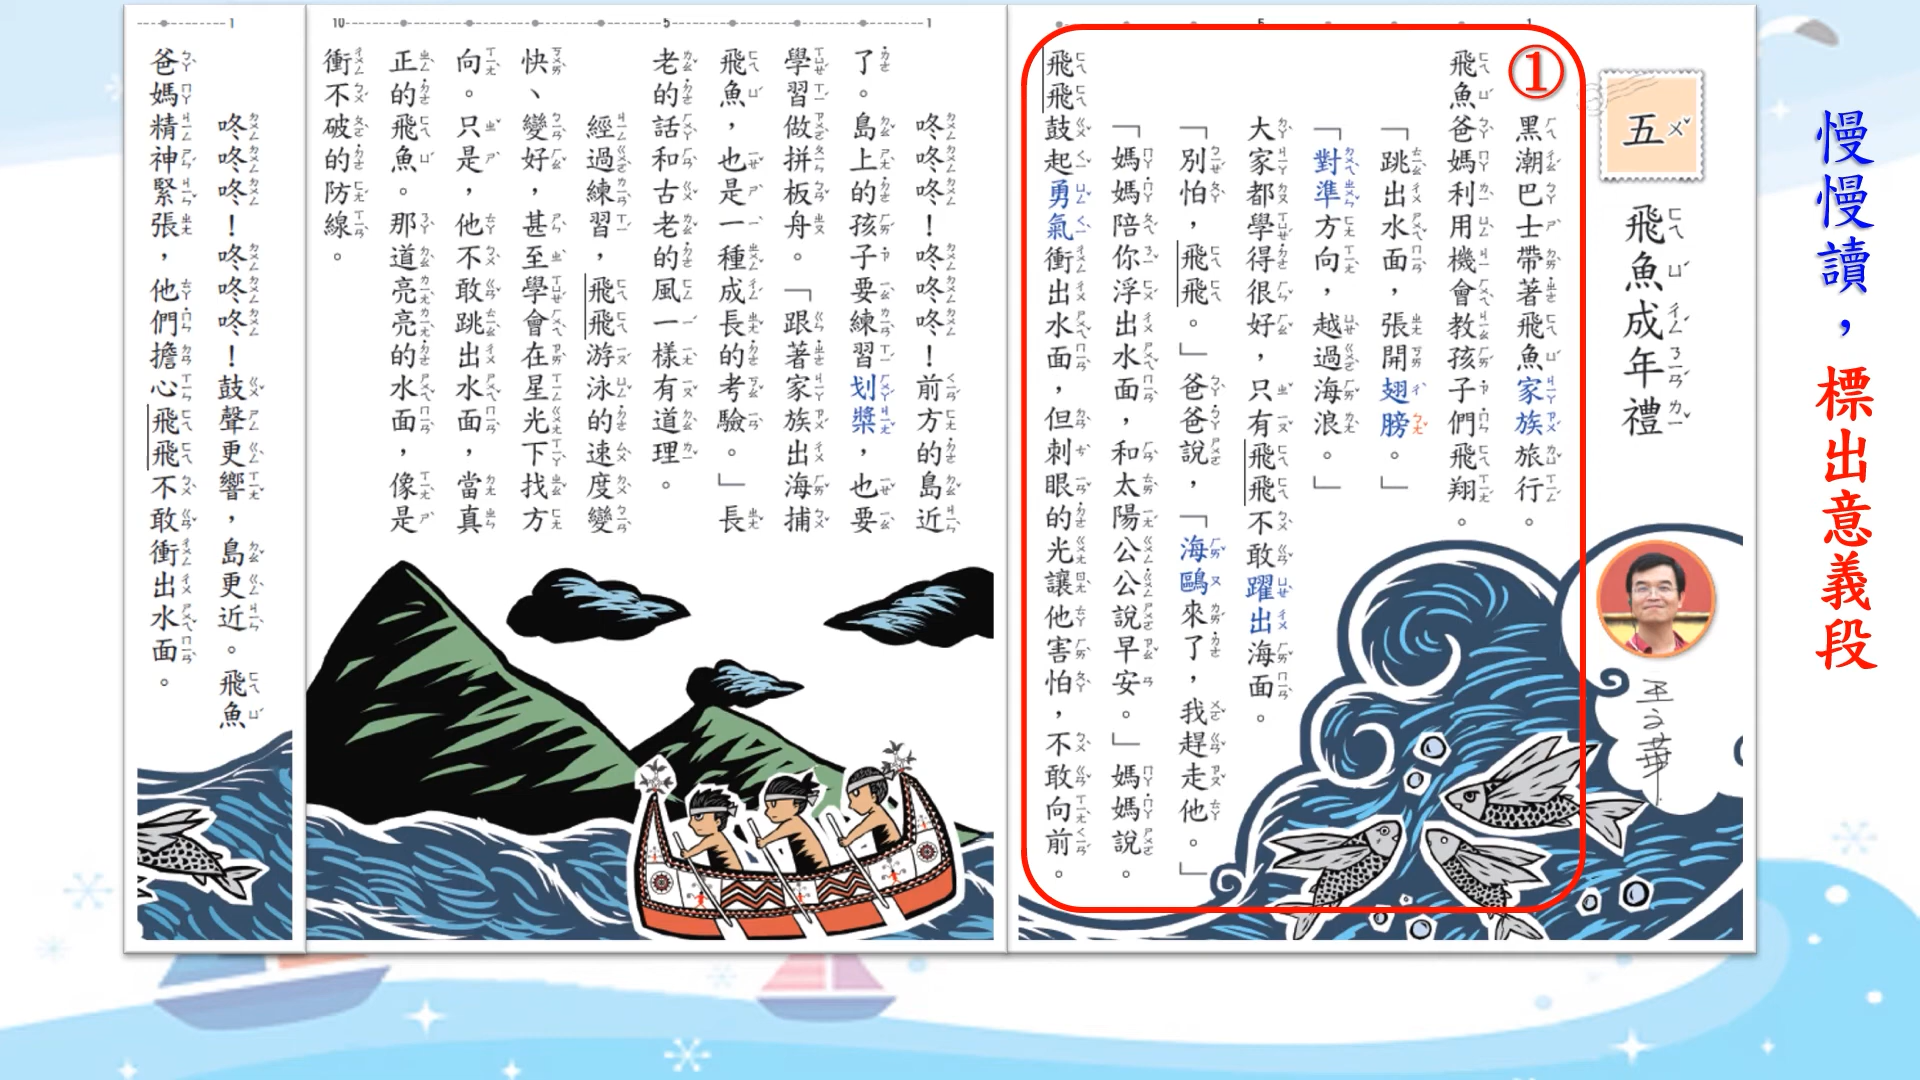 慢慢讀，標出意義段
五ㄨˇ
飛魚成年禮
王文華
①
1
5
黑潮巴士帶著飛魚家族旅行。
飛魚爸媽利用機會教孩子們飛翔。
「跳出水面，張開翅膀。」
「對準方向，越過海浪。」
大家都學得很好，只有飛飛不敢躍出海面。
「別怕，飛飛。」爸爸說，「海鷗來了，我趕走他。」
「媽媽陪你浮出水面，和太陽公公說早安。」媽媽說。
飛飛鼓起勇氣衝出水面，但刺眼的光讓他害怕，不敢向前。
1
5
10
咚咚咚！咚咚咚！前方的島近
了。島上的孩子要練習划槳，也要
學習做拼板舟。「跟著家族出海捕
飛魚，也是一種成長的考驗。」長
老的話和古老的風一樣有道理。
經過練習，飛飛游泳的速度變
快、變好，甚至學會在星光下找方
向。只是，他不敢跳出水面，當真
正的飛魚。那道亮亮的水面，像是
衝不破的防線。
1
咚咚咚！咚咚咚！鼓聲更響，島更近。飛魚
爸媽精神緊張，他們擔心飛飛不敢衝出水面。